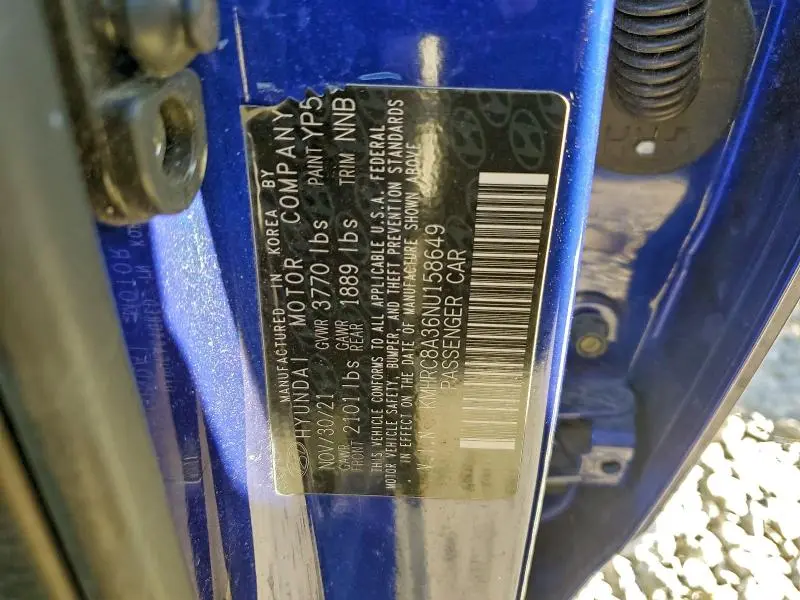 MANUFACTURED IN KOREA BY
HYUNDAI MOTOR COMPANY
NOV/30/21 GVWR 3770 lbs PAINT YP5
GAWR FRONT 2101 lbs GAWR REAR 1889 lbs TRIM NNB
THIS VEHICLE CONFORMS TO ALL APPLICABLE U.S.A. FEDERAL
MOTOR VEHICLE SAFETY, BUMPER, AND THEFT PREVENTION STANDARDS
IN EFFECT ON THE DATE OF MANUFACTURE SHOWN ABOVE
V.I.N: KMHRC8A36NU158649
PASSENGER CAR